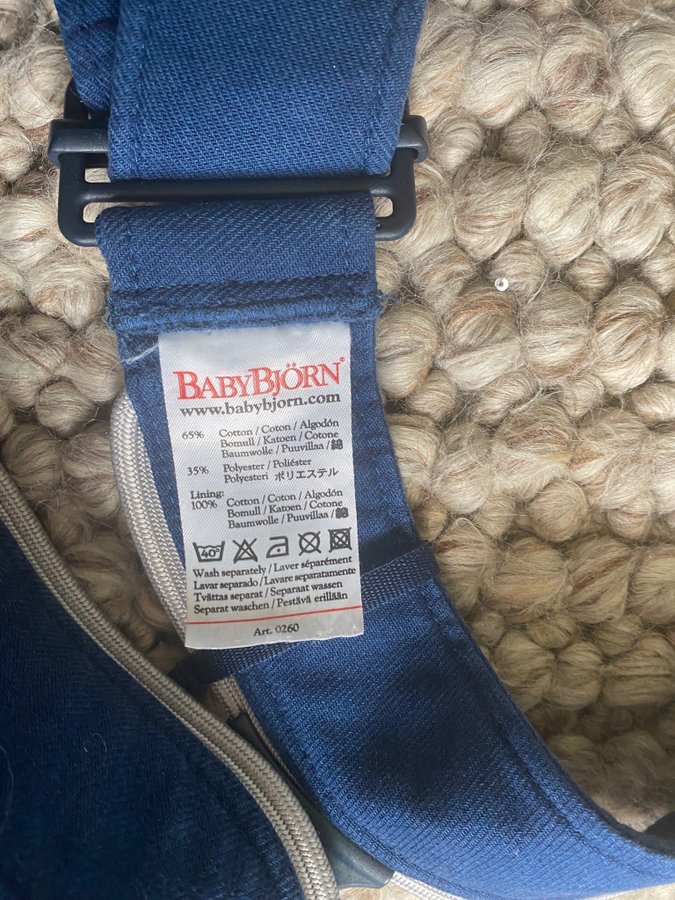 BABYBJÖRN®
www.babybjorn.com
65% Cotton / Coton / Algodón
Bomull / Katoen / Cotone
Baumwolle / Puuvillaa / 綿
35% Polyester / Poliéster
Polyesteri ポリエステル
Lining:
100% Cotton / Coton / Algodón
Bomull / Katoen / Cotone
Baumwolle / Puuvillaa / 綿
40°
Wash separately / Laver séparément
Lavar separado / Lavare separatamente
Tvättas separat / Separaat wassen
Separat waschen / Pestävä erillään
Art. 0260